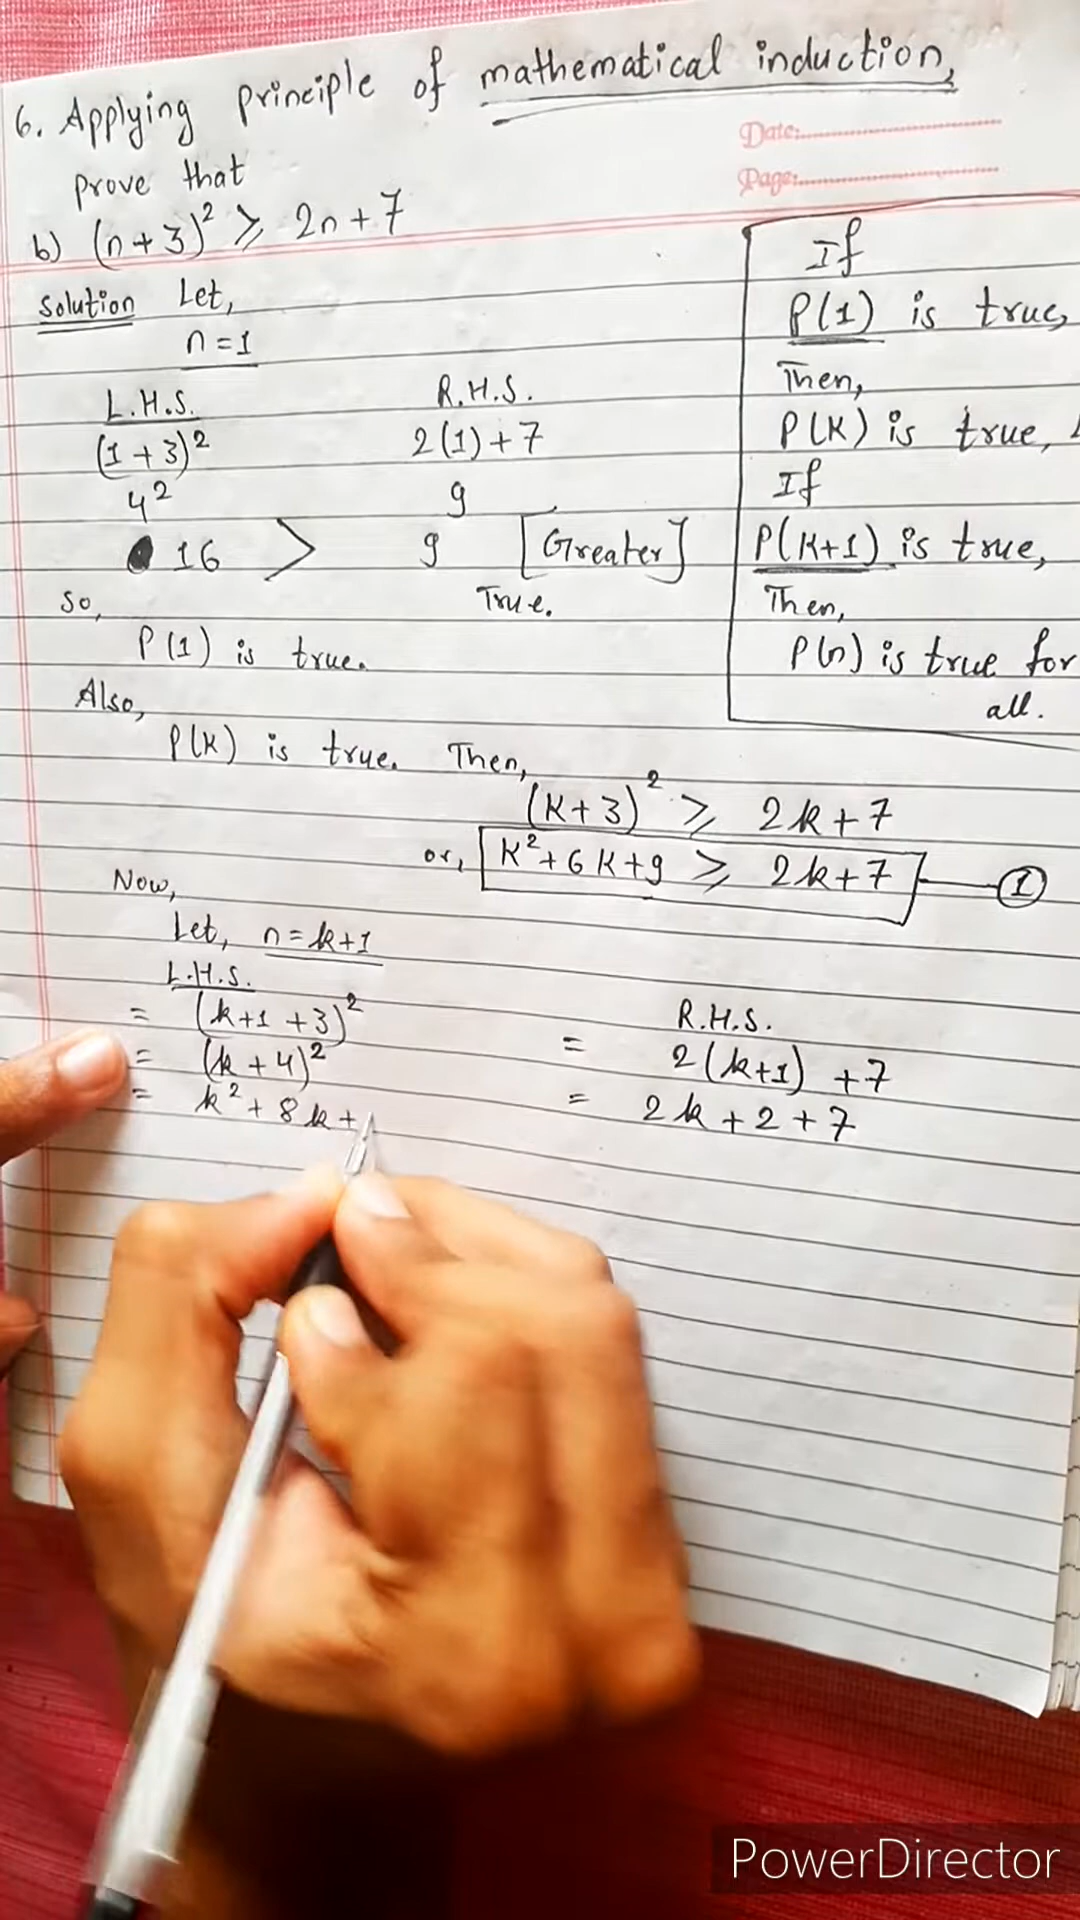 6. Applying principle of mathematical induction,
prove that
Date:
Page:
b) (n+3)² ≥ 2n+7
Solution Let,
n=1
L.H.S. R.H.S.
(1+3)² 2(1)+7
4² 9
16 > 9 [Greater]
So, True.
P(1) is true.
If
P(1) is true,
Then,
P(K) is true,
If
P(K+1) is true,
Then,
P(n) is true for
all.
Also,
P(K) is true. Then,
(K+3)² ≥ 2k+7
or, K²+6K+9 ≥ 2k+7 ①
Now,
Let, n=k+1
L.H.S. R.H.S.
= (k+1+3)² = 2(k+1)+7
= (k+4)² = 2k+2+7
= k²+8k+
PowerDirector